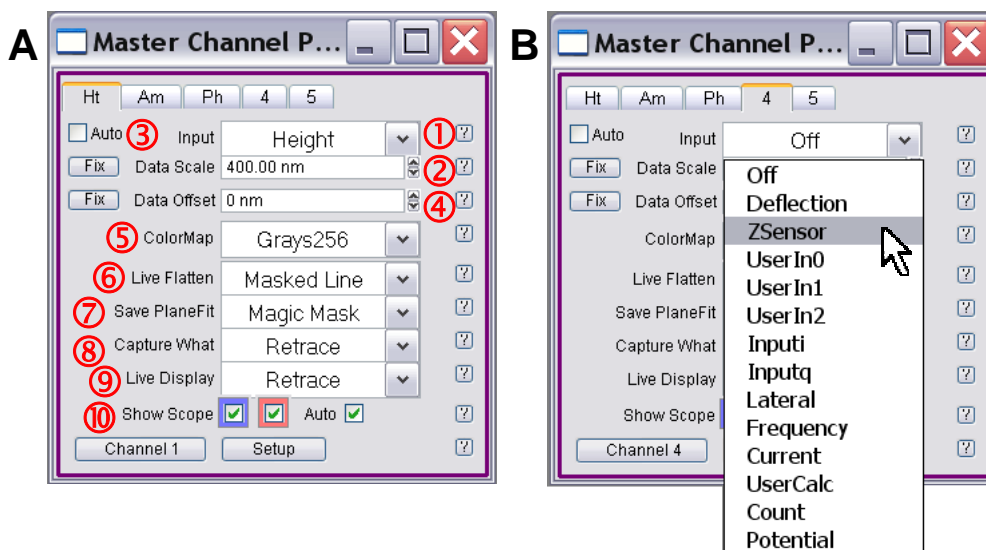 A
Master Channel P...
Ht Am Ph 4 5
Auto ③ Input Height ① ?
Fix Data Scale 400.00 nm ② ?
Fix Data Offset 0 nm ④ ?
⑤ ColorMap Grays256 ?
⑥ Live Flatten Masked Line ?
⑦ Save PlaneFit Magic Mask ?
⑧ Capture What Retrace ?
⑨ Live Display Retrace ?
⑩ Show Scope Auto ?
Channel 1 Setup ?
B
Master Channel P...
Ht Am Ph 4 5
Auto Input Off ?
Fix Data Scale ?
Fix Data Offset ?
ColorMap ?
Live Flatten ?
Save PlaneFit ?
Capture What ?
Live Display ?
Show Scope ?
Channel 4 ?
Off
Deflection
ZSensor
UserIn0
UserIn1
UserIn2
Inputi
Inputq
Lateral
Frequency
Current
UserCalc
Count
Potential